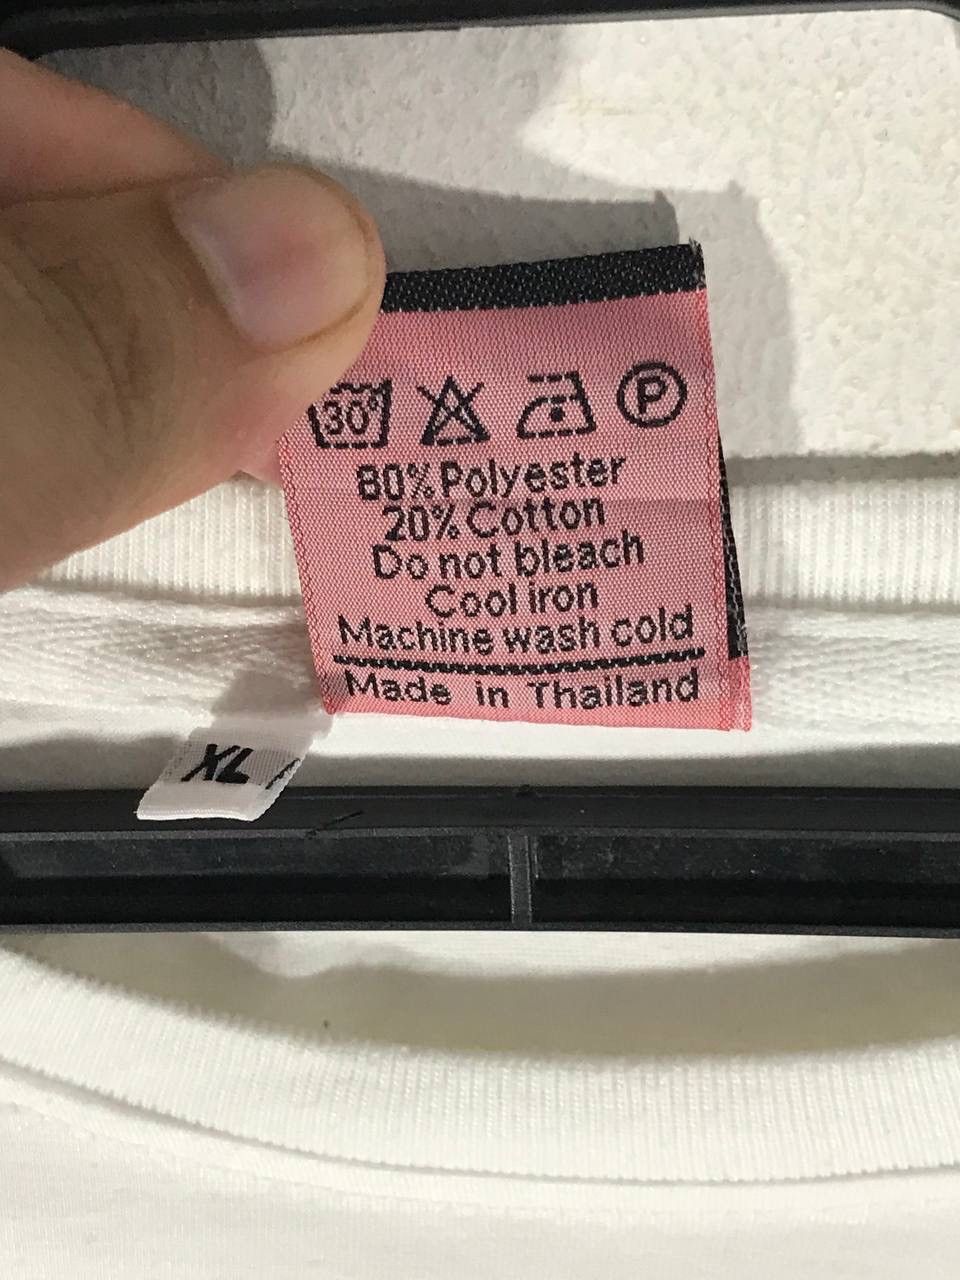 30° P
80% Polyester
20% Cotton
Do not bleach
Cool iron
Machine wash cold
Made in Thailand
XL